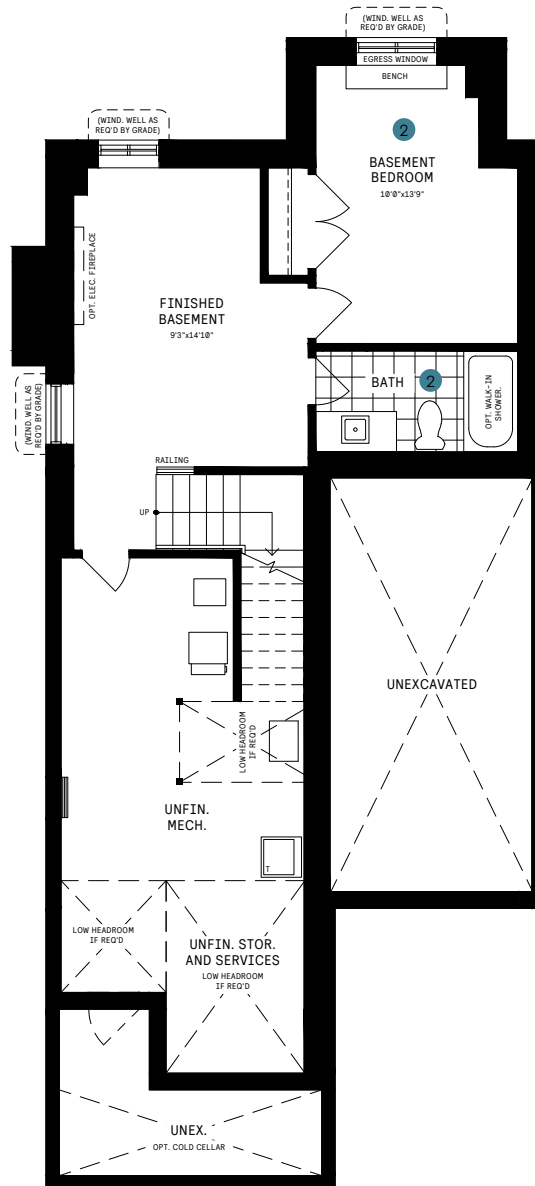 (WIND. WELL AS
REQ'D BY GRADE)
EGRESS WINDOW
BENCH
2
BASEMENT
BEDROOM
10'0"x13'9"
(WIND. WELL AS
REQ'D BY GRADE)
OPT. ELEC. FIREPLACE
FINISHED
BASEMENT
9'3"x14'10"
(WIND. WELL AS
REQ'D BY GRADE)
BATH
2
OPT. WALK-IN
SHOWER.
RAILING
UP
UNEXCAVATED
LOW HEADROOM
IF REQ'D
UNFIN.
MECH.
T
LOW HEADROOM
IF REQ'D
UNFIN. STOR.
AND SERVICES
LOW HEADROOM
IF REQ'D
UNEX.
OPT. COLD CELLAR